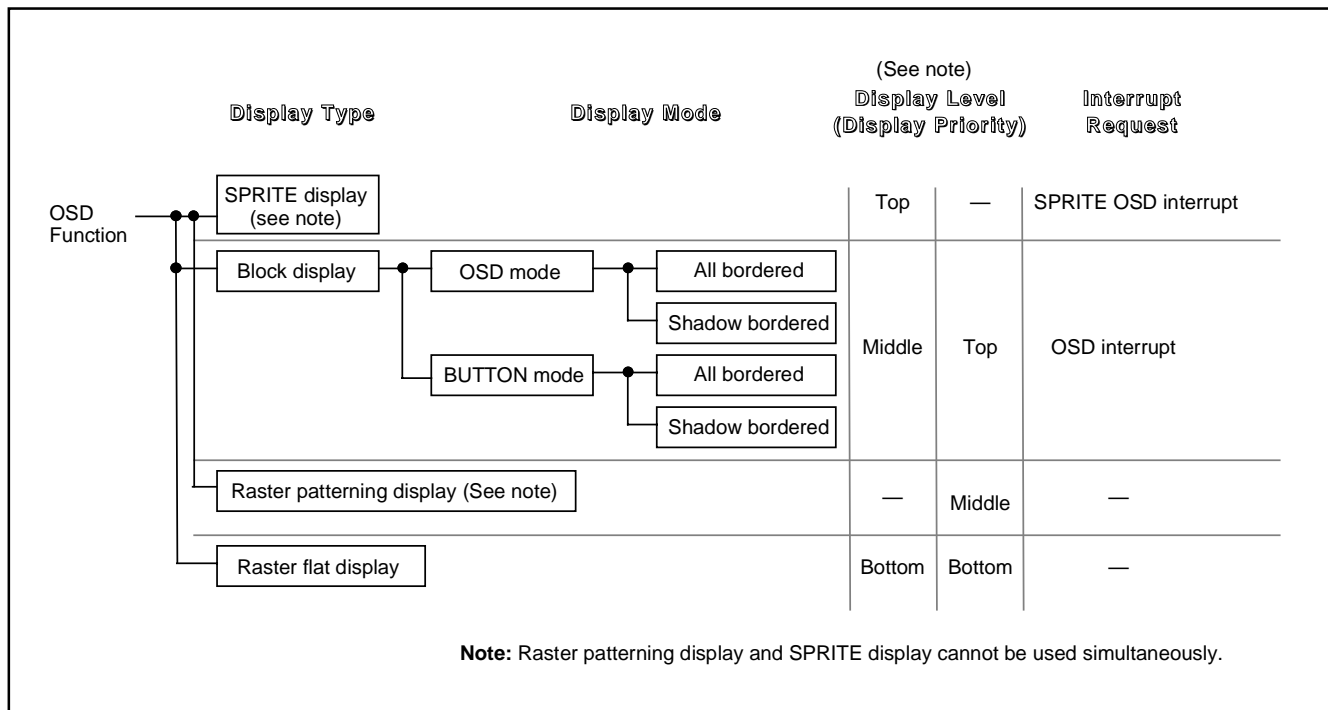 (See note)
Display Type
Display Mode
Display Level
(Display Priority)
Interrupt
Request
OSD
Function
SPRITE display
(see note)
Top
—
SPRITE OSD interrupt
Block display
OSD mode
All bordered
Shadow bordered
BUTTON mode
All bordered
Shadow bordered
Middle
Top
OSD interrupt
Raster patterning display (See note)
—
Middle
—
Raster flat display
Bottom
Bottom
—
Note: Raster patterning display and SPRITE display cannot be used simultaneously.